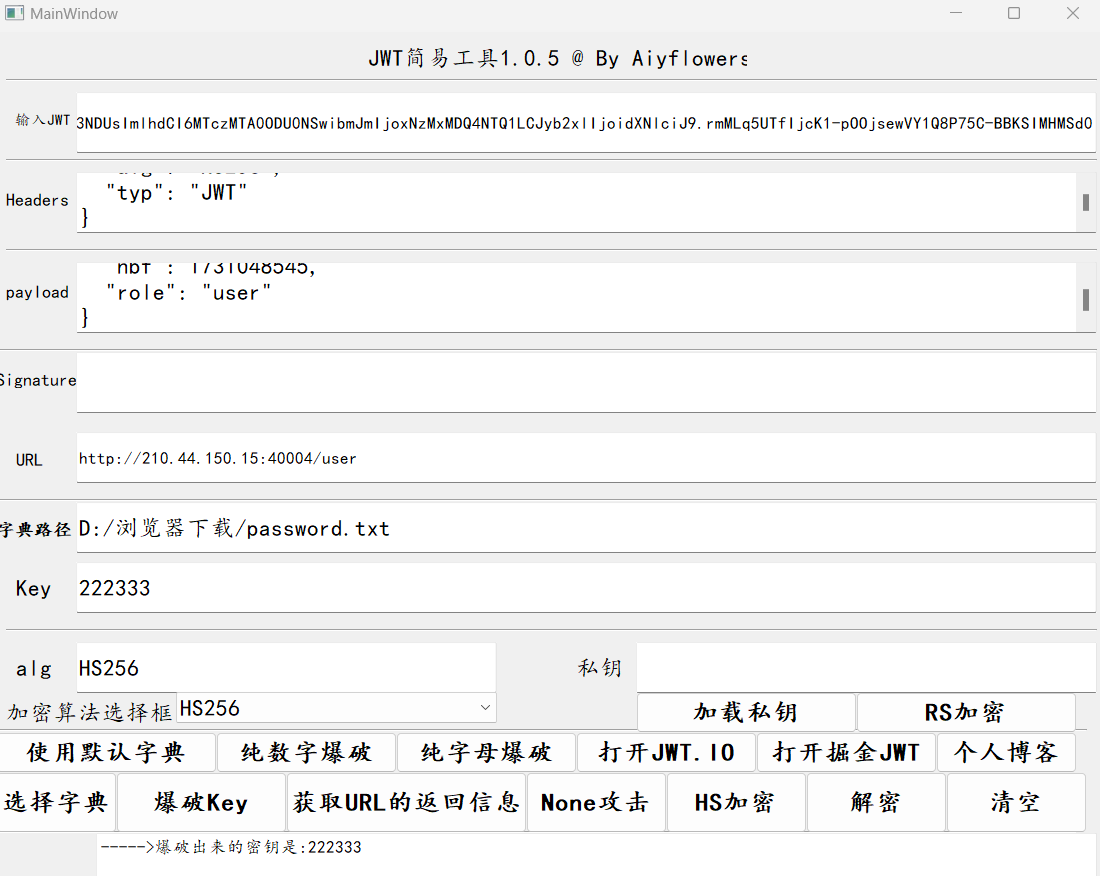 MainWindow
JWT简易工具1.0.5 @ By Aiyflowers
输入JWT
3NDUsImlhdCI6MTczMTA0ODU0NSwibmJmIjoxNzMxMDQ4NTQ1LCJyb2xlIjoidXNlciJ9.rmMLq5UTfIjcK1-pOOjsewVY1Q8P75C-BBKSIMHMSd0
Headers
"typ": "JWT"
}
payload
"nbf": 1731048545,
"role": "user"
}
Signature
URL
http://210.44.150.15:40004/user
字典路径
D:/浏览器下载/password.txt
Key
222333
alg
HS256
私钥
加密算法选择框
HS256
加载私钥
RS加密
使用默认字典
纯数字爆破
纯字母爆破
打开JWT.IO
打开掘金JWT
个人博客
选择字典
爆破Key
获取URL的返回信息
None攻击
HS加密
解密
清空
----->爆破出来的密钥是:222333